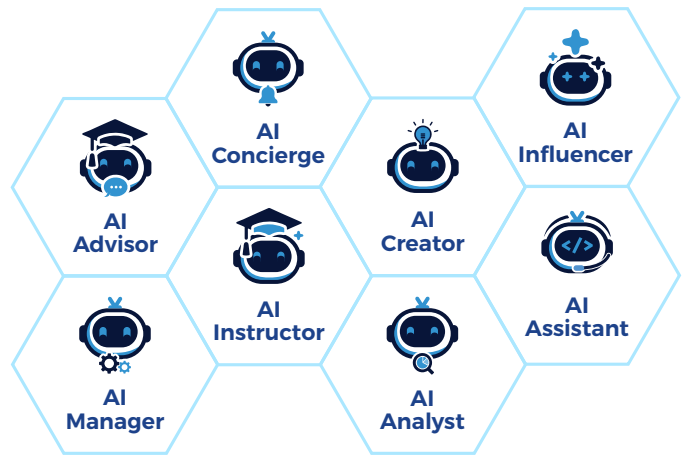 AI
Concierge
AI
Influencer
AI
Advisor
AI
Creator
AI
Instructor
AI
Assistant
</>
AI
Manager
AI
Analyst